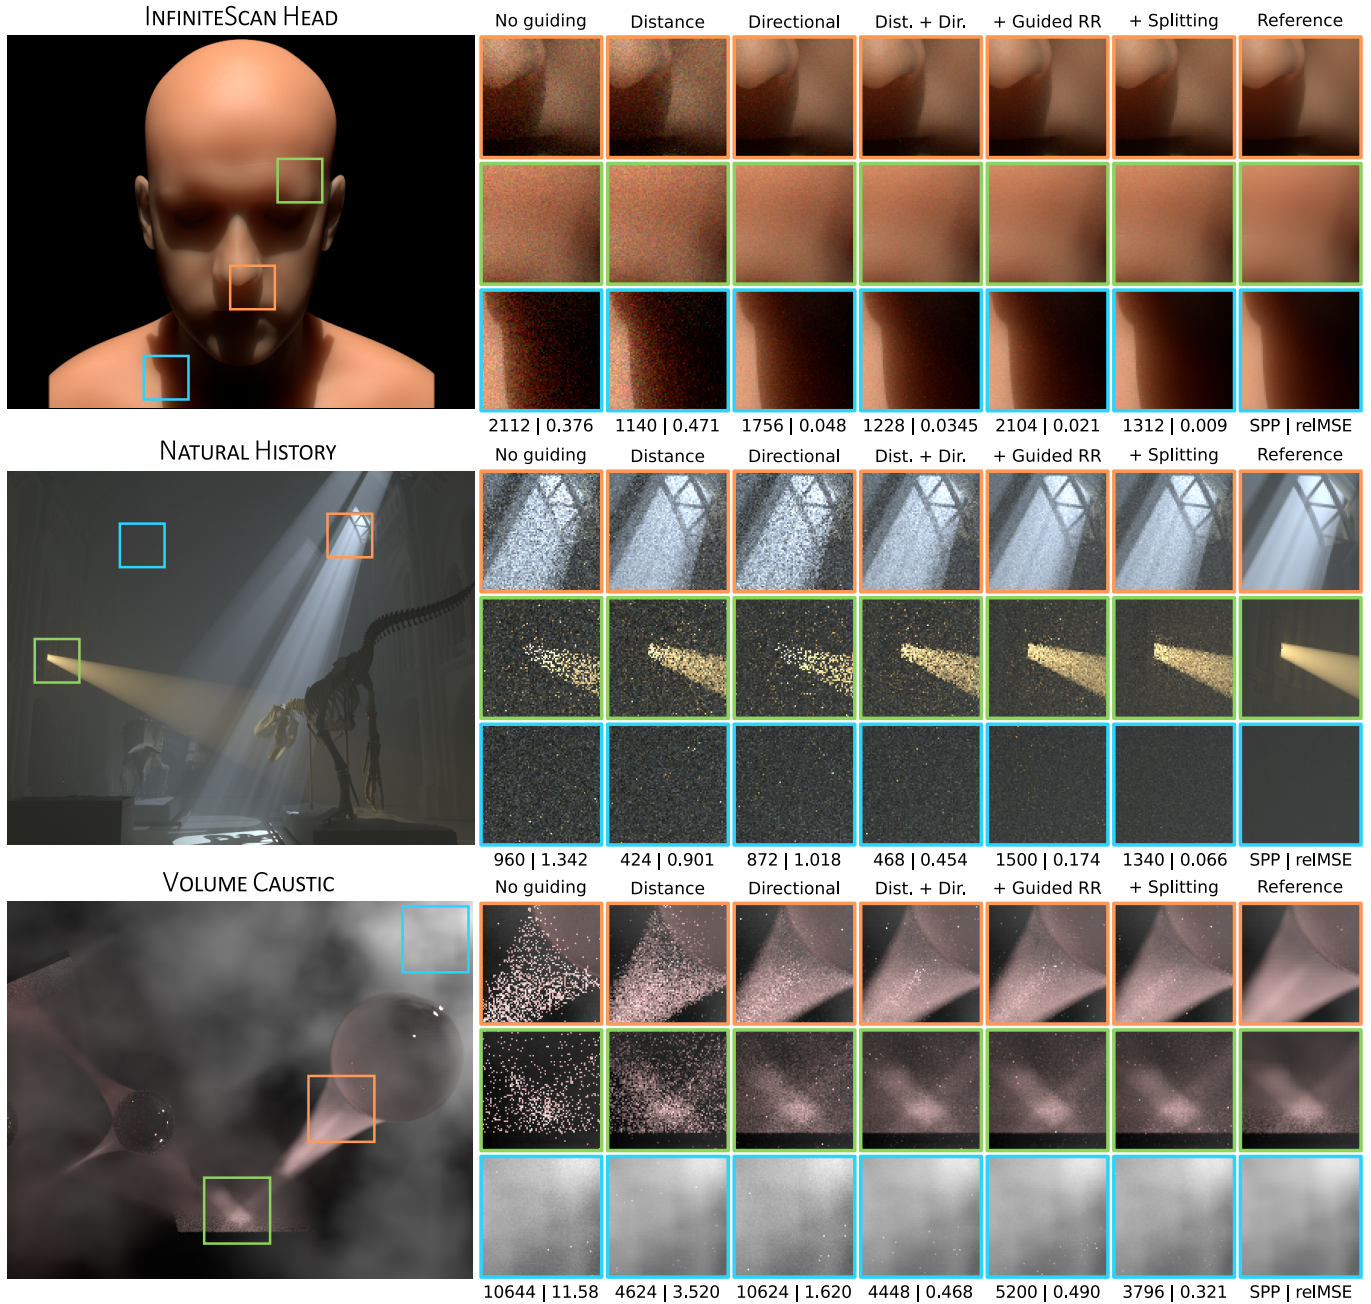 InfiniteScan Head
No guiding Distance Directional Dist. + Dir. + Guided RR + Splitting Reference
2112 | 0.376 1140 | 0.471 1756 | 0.048 1228 | 0.0345 2104 | 0.021 1312 | 0.009 SPP | relMSE
Natural History
No guiding Distance Directional Dist. + Dir. + Guided RR + Splitting Reference
960 | 1.342 424 | 0.901 872 | 1.018 468 | 0.454 1500 | 0.174 1340 | 0.066 SPP | relMSE
Volume Caustic
No guiding Distance Directional Dist. + Dir. + Guided RR + Splitting Reference
10644 | 11.58 4624 | 3.520 10624 | 1.620 4448 | 0.468 5200 | 0.490 3796 | 0.321 SPP | relMSE